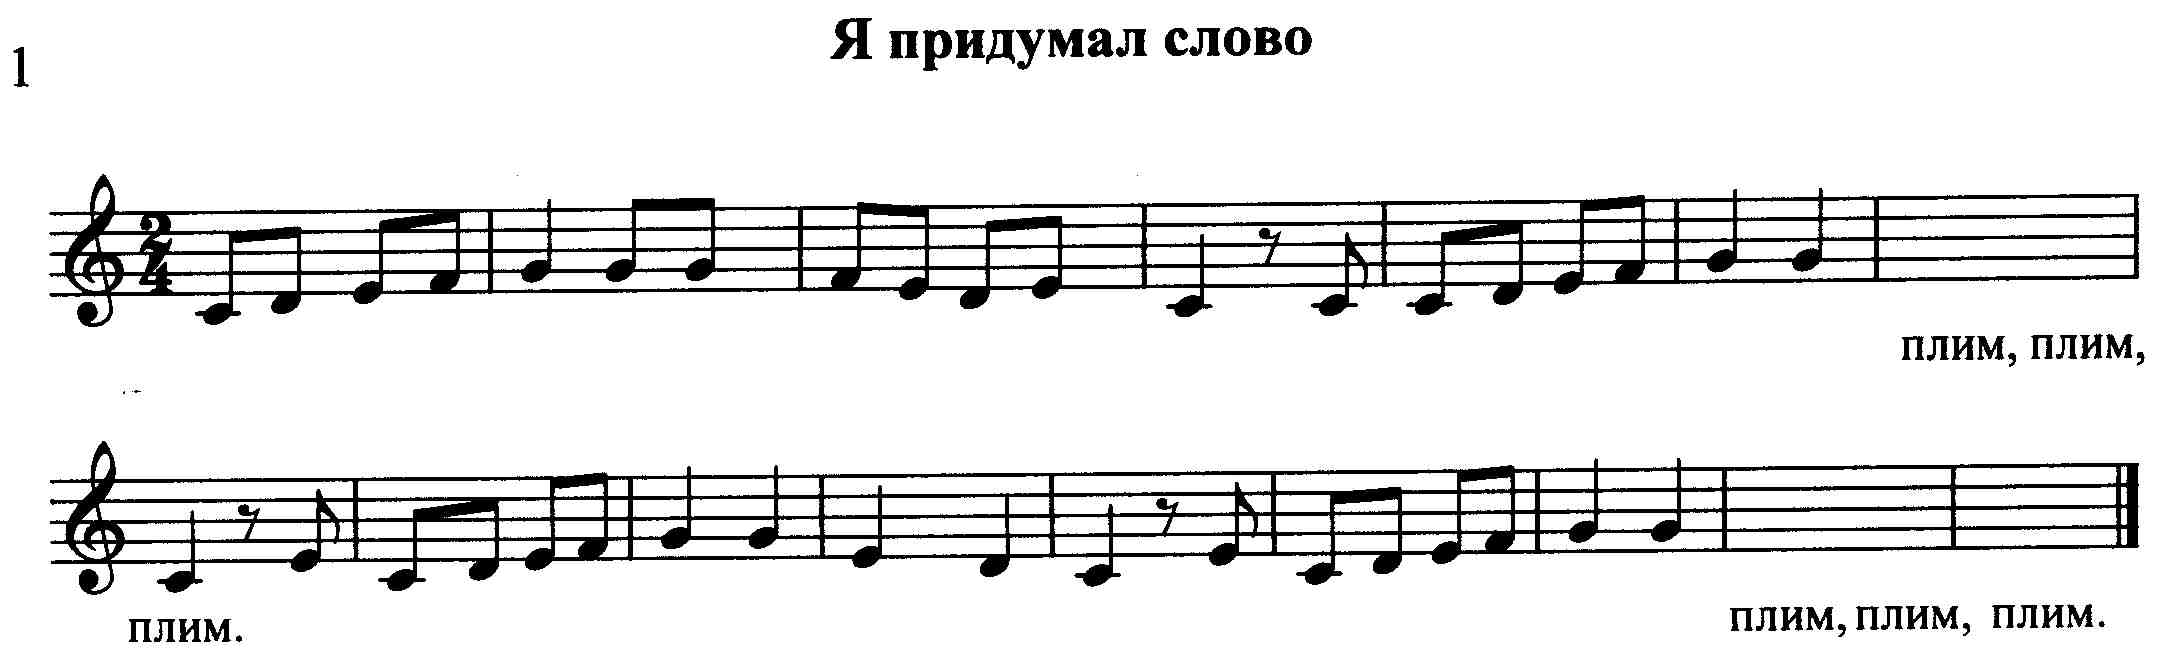 Я придумал слово
1
2
4
плим, плим,
плим.
плим, плим, плим.